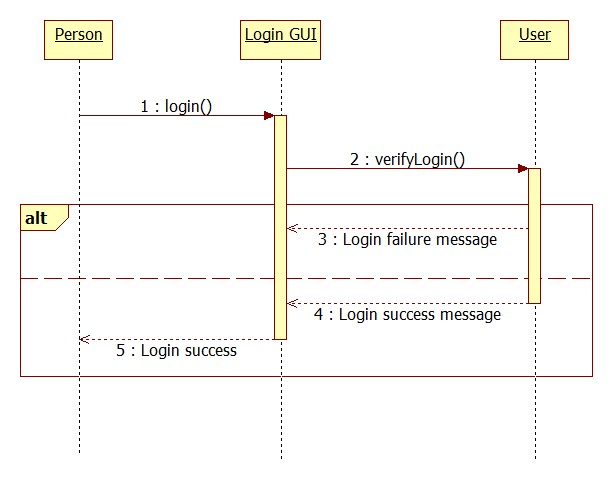 Person
Login GUI
User
1 : login()
2 : verifyLogin()
alt
3 : Login failure message
4 : Login success message
5 : Login success